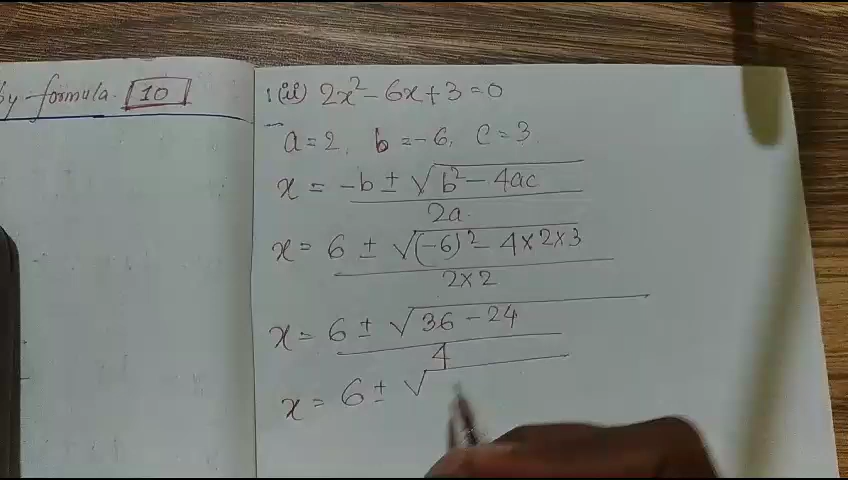 by-formula. 10
1(ii) 2x² - 6x + 3 = 0
a = 2, b = -6, c = 3
x = -b ± √b² - 4ac
2a.
x = 6 ± √(-6)² - 4×2×3
2×2
x = 6 ± √36 - 24
4
x = 6 ± √